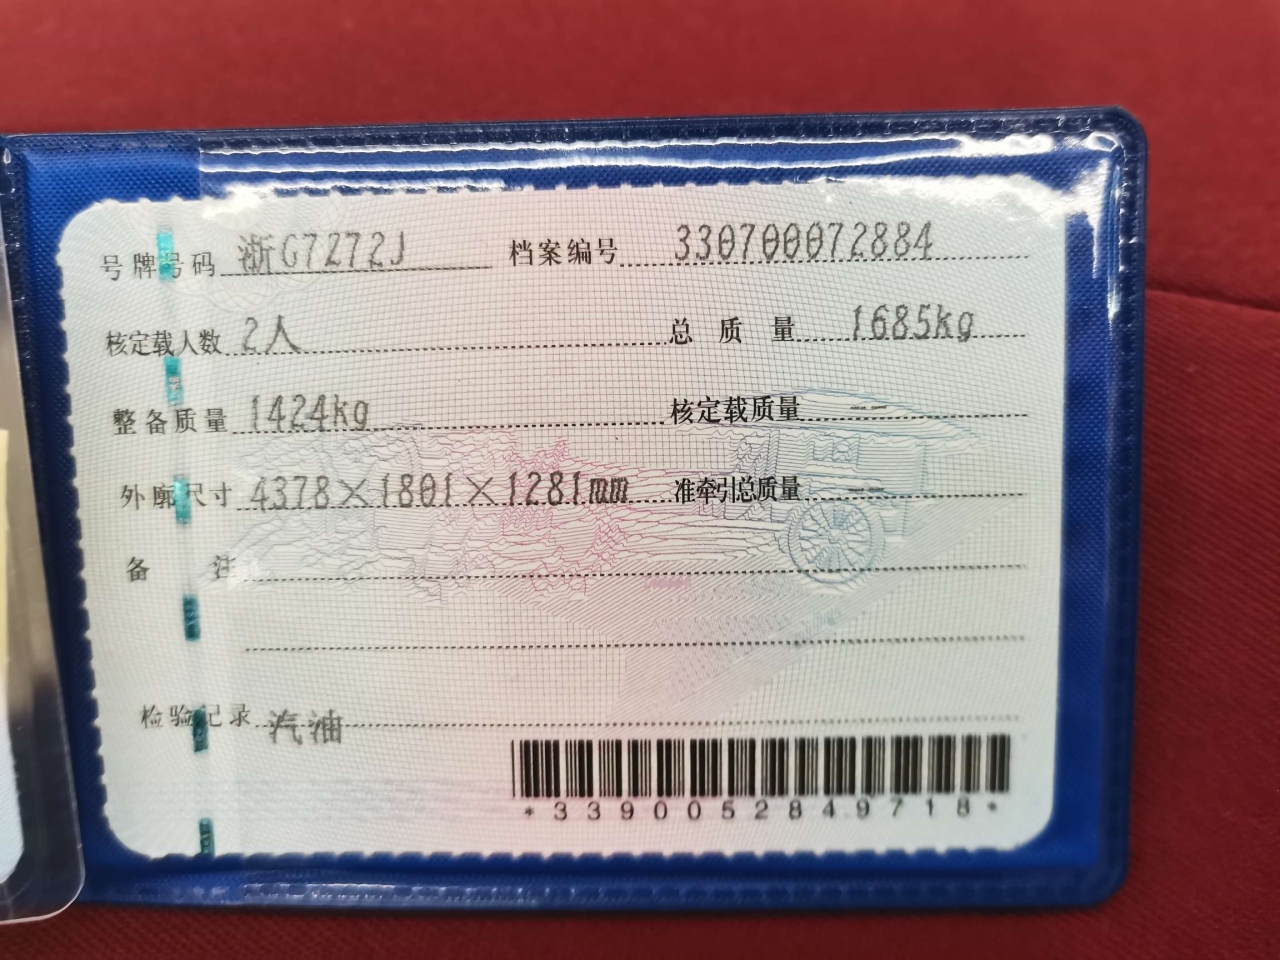 号牌号码 浙G7272J 档案编号 330700072884
核定载人数 2人 总质量 1685kg
整备质量 1424kg 核定载质量 ——
外廓尺寸 4378×1801×1281mm 准牵引总质量 ——
备注
检验记录 汽油
*3390052849718*